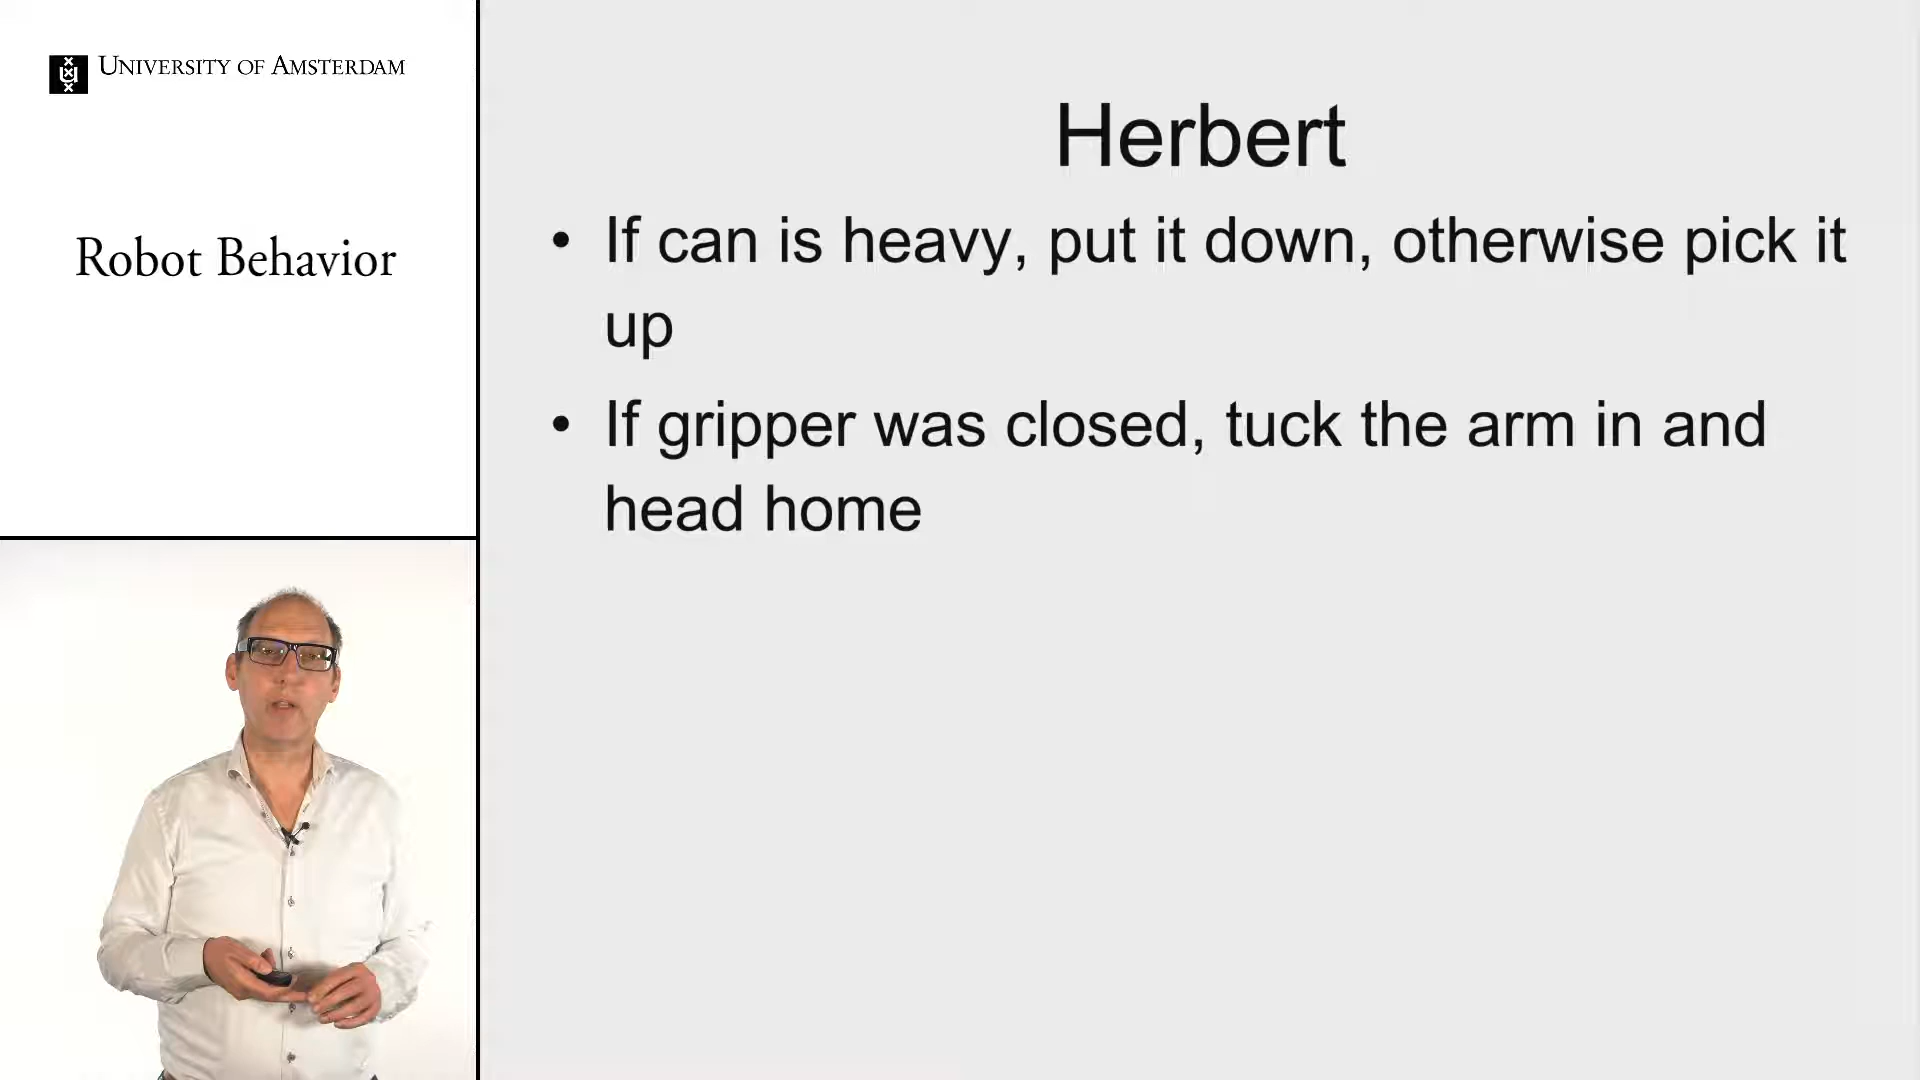 UNIVERSITY OF AMSTERDAM
Robot Behavior
Herbert
• If can is heavy, put it down, otherwise pick it
up
• If gripper was closed, tuck the arm in and
head home